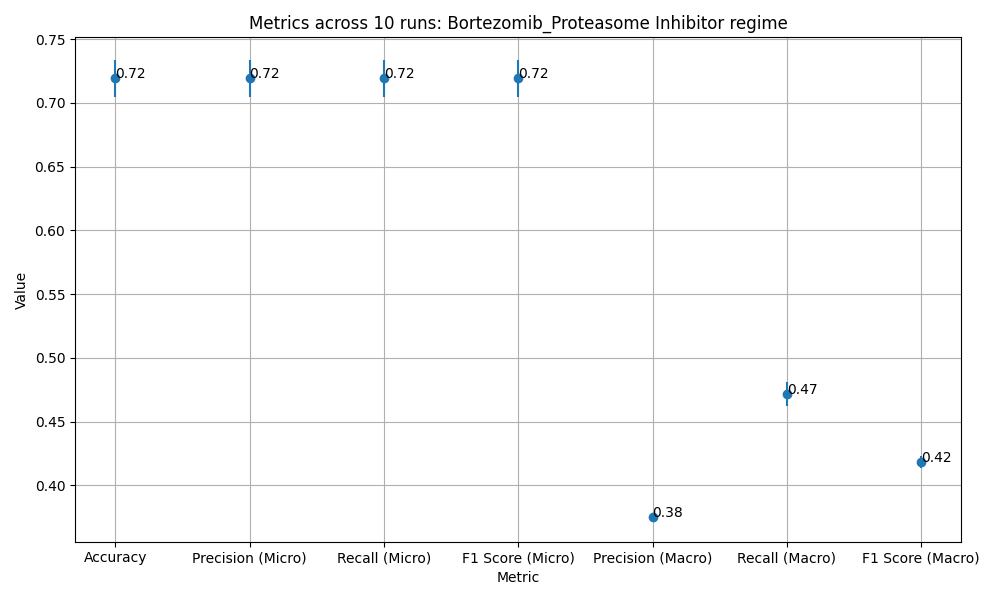 Metrics across 10 runs: Bortezomib_Proteasome Inhibitor regime
0.75
0.70
0.65
0.60
0.55
0.50
0.45
0.40
Value
0.72
0.72
0.72
0.72
0.38
0.47
0.42
Accuracy
Precision (Micro)
Recall (Micro)
F1 Score (Micro)
Precision (Macro)
Recall (Macro)
F1 Score (Macro)
Metric